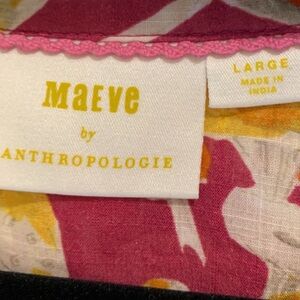 MaEve
by
ANTHROPOLOGIE
LARGE
MADE IN
INDIA